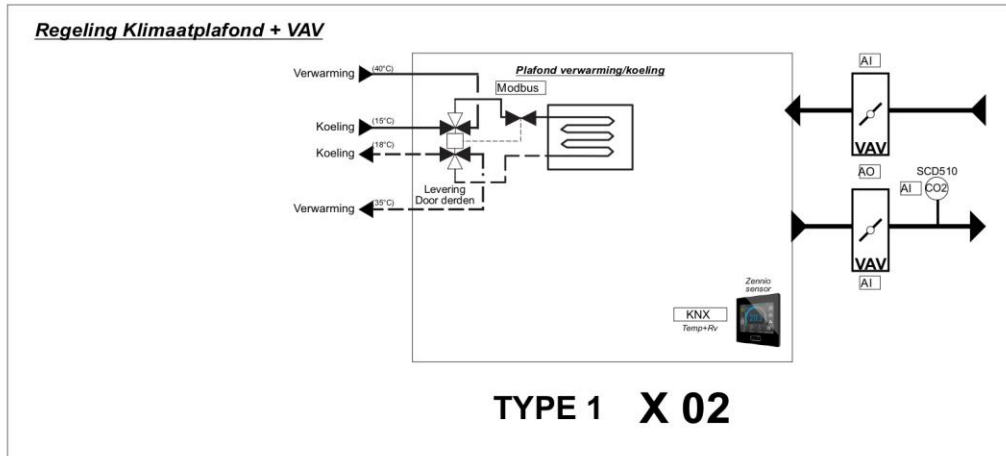 Regeling Klimaatplafond + VAV
Verwarming (40°C)
Koeling (15°C)
Koeling (18°C)
Verwarming (35°C)
Plafond verwarming/koeling
Modbus
Levering
Door derden
AI
VAV
AO
AI
SCD510
CO2
VAV
AI
Zennio
sensor
KNX
Temp+Rv
TYPE 1 X 02